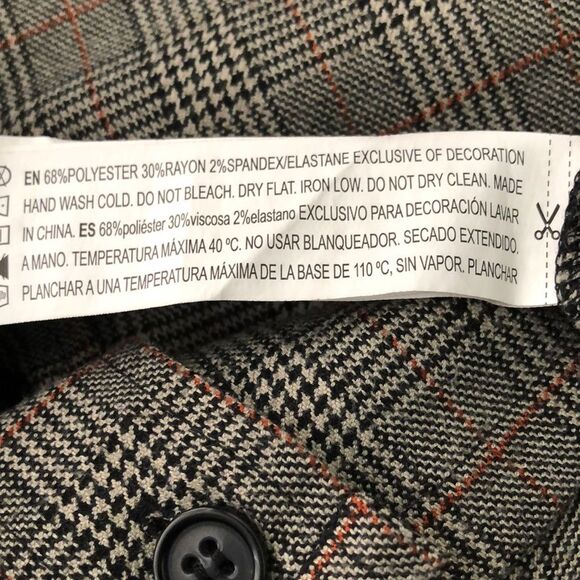 EN 68%POLYESTER 30%RAYON 2%SPANDEX/ELASTANE EXCLUSIVE OF DECORATION
HAND WASH COLD. DO NOT BLEACH. DRY FLAT. IRON LOW. DO NOT DRY CLEAN. MADE
IN CHINA. ES 68%poliéster 30%viscosa 2%elastano EXCLUSIVO PARA DECORACIÓN LAVAR
A MANO. TEMPERATURA MÁXIMA 40 ºC. NO USAR BLANQUEADOR. SECADO EXTENDIDO.
PLANCHAR A UNA TEMPERATURA MÁXIMA DE LA BASE DE 110 ºC, SIN VAPOR. PLANCHAR